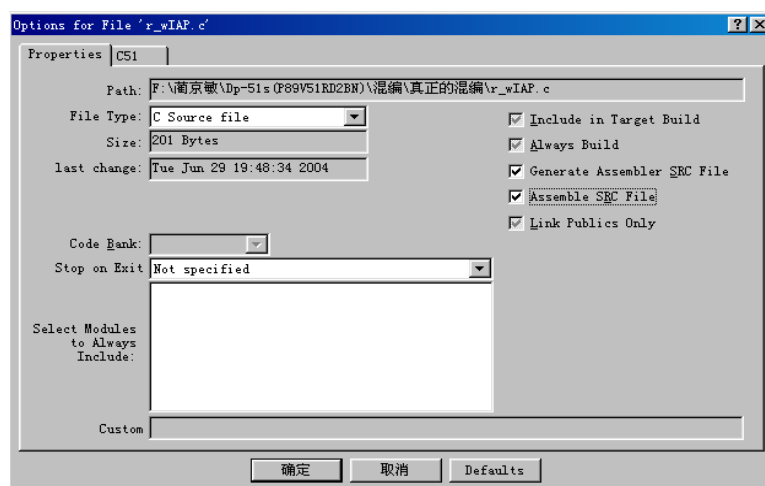 Options for File 'r_wIAP.c'
Properties C51
Path: F:\蔺京敏\Dp-51s(P89V51RD2BN)\混编\真正的混编\r_wIAP.c
File Type: C Source file
Include in Target Build
Size: 201 Bytes
Always Build
last change: Tue Jun 29 19:48:34 2004
Generate Assembler SRC File
Assemble SRC File
Link Publics Only
Code Bank:
Stop on Exit Not specified
Select Modules
to Always
Include:
Custom
确定 取消 Defaults